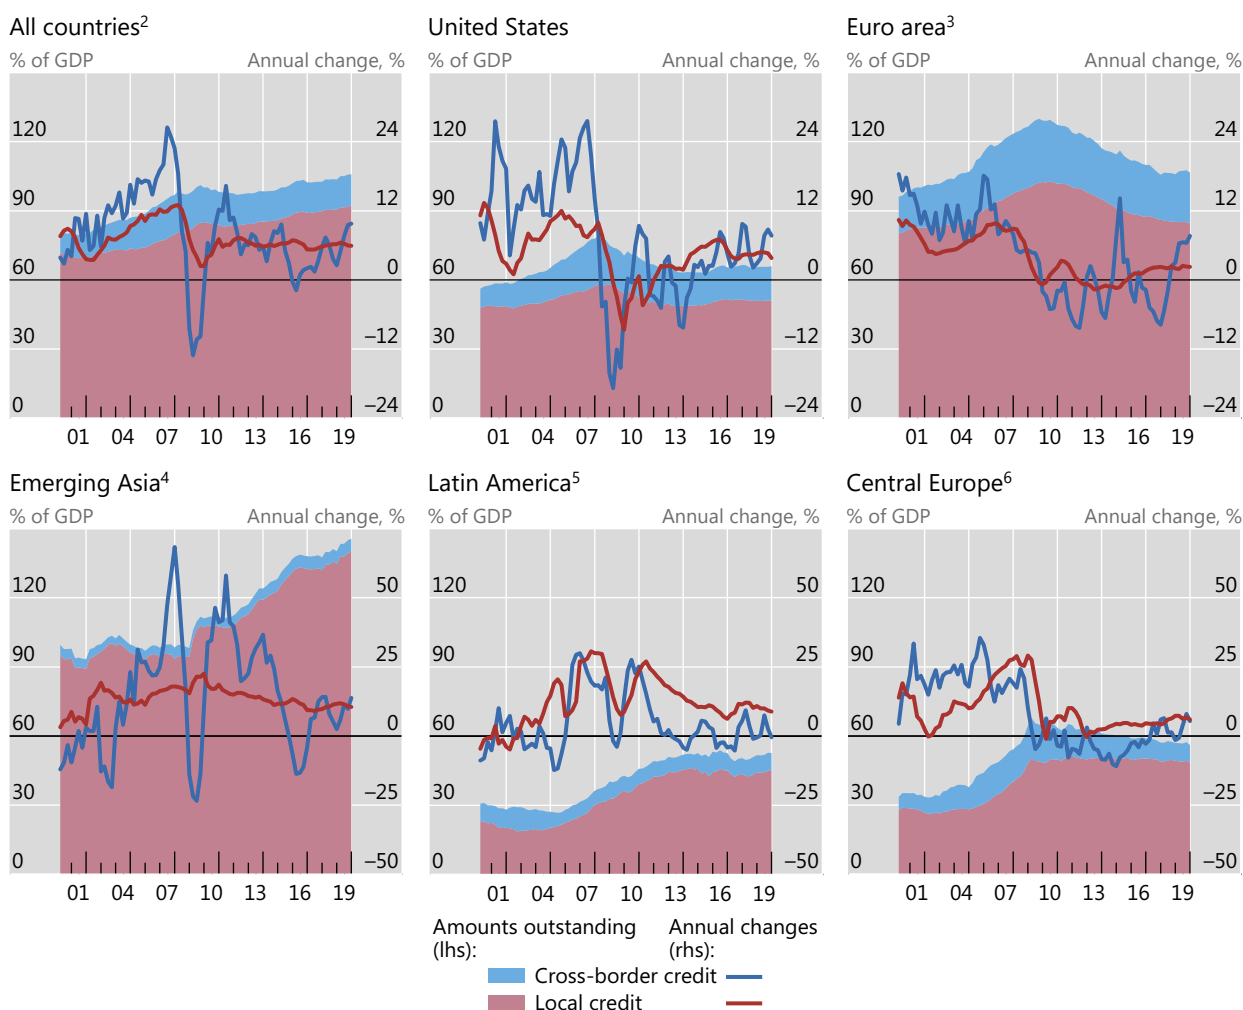 All countries2
% of GDP Annual change, %
120 24
90 12
60 0
30 –12
0 –24
01 04 07 10 13 16 19
United States
% of GDP Annual change, %
120 24
90 12
60 0
30 –12
0 –24
01 04 07 10 13 16 19
Euro area3
% of GDP Annual change, %
120 24
90 12
60 0
30 –12
0 –24
01 04 07 10 13 16 19
Emerging Asia4
% of GDP Annual change, %
120 50
90 25
60 0
30 –25
0 –50
01 04 07 10 13 16 19
Latin America5
% of GDP Annual change, %
120 50
90 25
60 0
30 –25
0 –50
01 04 07 10 13 16 19
Central Europe6
% of GDP Annual change, %
120 50
90 25
60 0
30 –25
0 –50
01 04 07 10 13 16 19
Amounts outstanding Annual changes
(lhs): (rhs):
Cross-border credit
Local credit